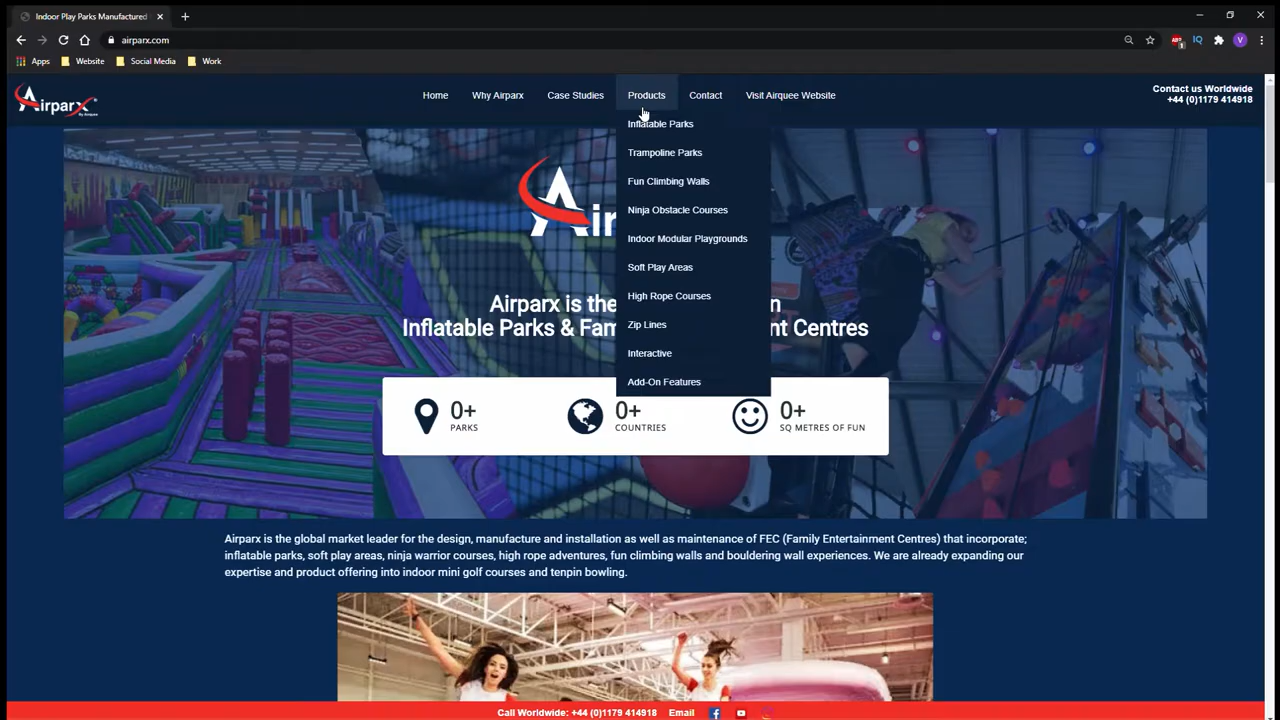 Indoor Play Parks Manufactured
airparx.com
Apps Website Social Media Work
Airparx
By Airquee
Home Why Airparx Case Studies Products Contact Visit Airquee Website
Contact us Worldwide
+44 (0)1179 414918
Inflatable Parks
Trampoline Parks
Fun Climbing Walls
Ninja Obstacle Courses
Indoor Modular Playgrounds
Soft Play Areas
High Rope Courses
Zip Lines
Interactive
Add-On Features
Air
Airparx is the
Inflatable Parks & Fam nt Centres
0+
PARKS
0+
COUNTRIES
0+
SQ METRES OF FUN
Airparx is the global market leader for the design, manufacture and installation as well as maintenance of FEC (Family Entertainment Centres) that incorporate;
inflatable parks, soft play areas, ninja warrior courses, high rope adventures, fun climbing walls and bouldering wall experiences. We are already expanding our
expertise and product offering into indoor mini golf courses and tenpin bowling.
Call Worldwide: +44 (0)1179 414918 Email